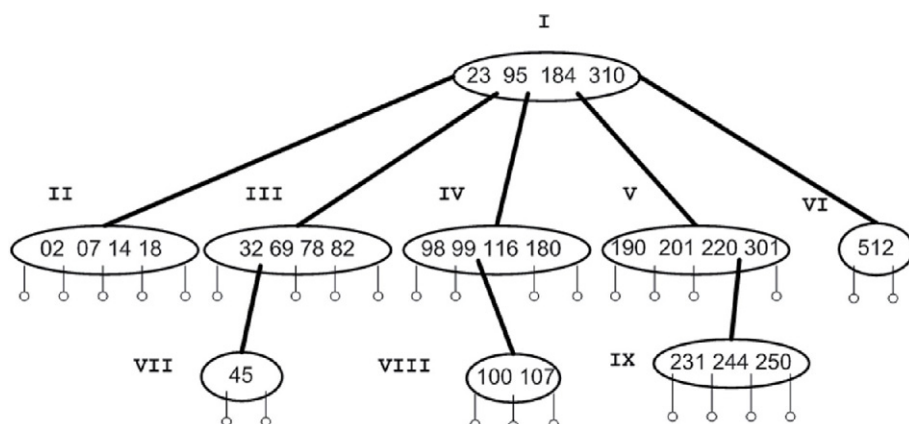 I
23 95 184 310
II III IV V VI
02 07 14 18 32 69 78 82 98 99 116 180 190 201 220 301 512
VII VIII IX
45 100 107 231 244 250